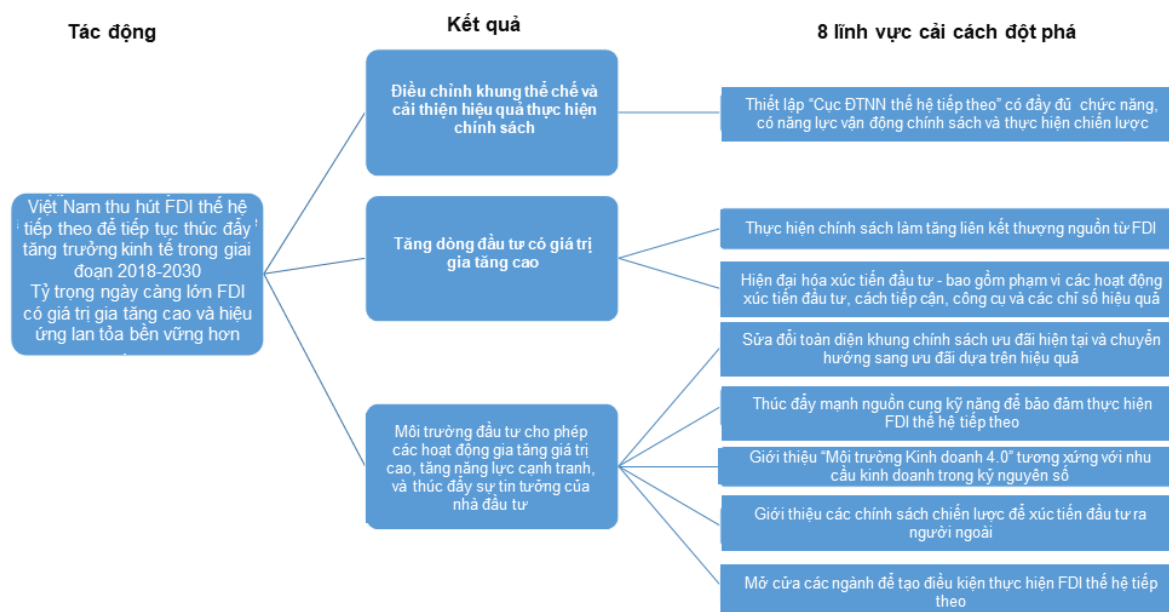 Tác động
Kết quả
8 lĩnh vực cải cách đột phá
Việt Nam thu hút FDI thế hệ
tiếp theo để tiếp tục thúc đẩy
tăng trưởng kinh tế trong giai
đoạn 2018-2030
Tỷ trọng ngày càng lớn FDI
có giá trị gia tăng cao và hiệu
ứng lan tỏa bền vững hơn
Điều chỉnh khung thể chế và
cải thiện hiệu quả thực hiện
chính sách
Tăng dòng đầu tư có giá trị
gia tăng cao
Môi trường đầu tư cho phép
các hoạt động gia tăng giá trị
cao, tăng năng lực cạnh tranh,
và thúc đẩy sự tin tưởng của
nhà đầu tư
Thiết lập “Cục ĐTNN thế hệ tiếp theo” có đầy đủ chức năng,
có năng lực vận động chính sách và thực hiện chiến lược
Thực hiện chính sách làm tăng liên kết thượng nguồn từ FDI
Hiện đại hóa xúc tiến đầu tư - bao gồm phạm vi các hoạt động
xúc tiến đầu tư, cách tiếp cận, công cụ và các chỉ số hiệu quả
Sửa đổi toàn diện khung chính sách ưu đãi hiện tại và chuyển
hướng sang ưu đãi dựa trên hiệu quả
Thúc đẩy mạnh nguồn cung kỹ năng để bảo đảm thực hiện
FDI thế hệ tiếp theo
Giới thiệu “Môi trường Kinh doanh 4.0” tương xứng với nhu
cầu kinh doanh trong kỷ nguyên số
Giới thiệu các chính sách chiến lược để xúc tiến đầu tư ra
người ngoài
Mở cửa các ngành để tạo điều kiện thực hiện FDI thế hệ tiếp
theo